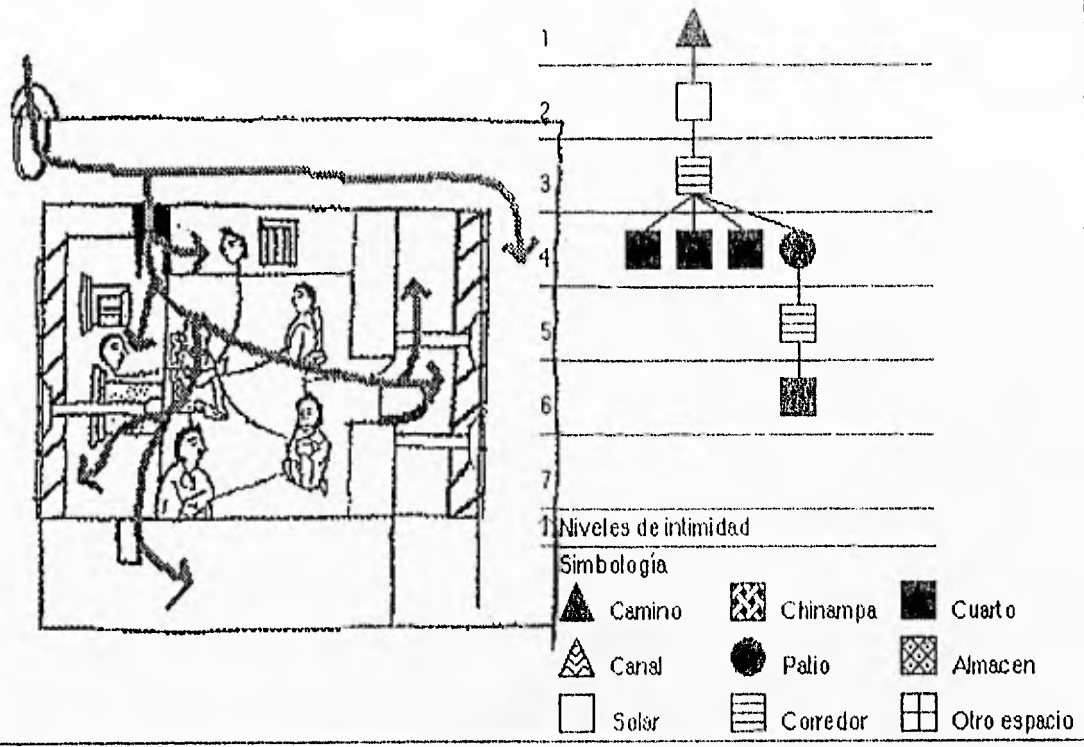 1
2
3
4
5
6
7
1 Niveles de intimidad
Simbología
Camino Chinampa Cuarto
Canal Patio Almacen
Solar Corredor Otro espacio